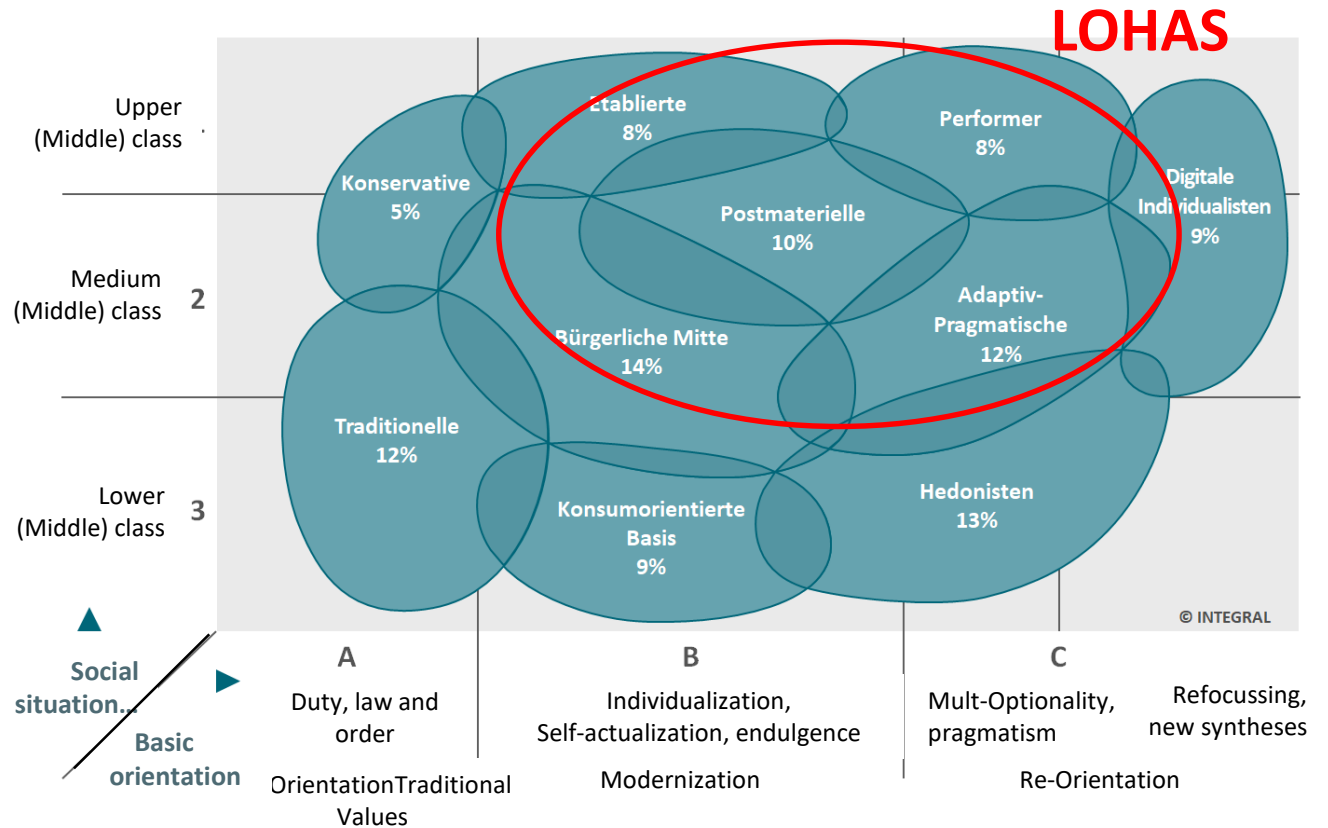 LOHAS
Upper
(Middle) class
Medium
(Middle) class
2
Lower
(Middle) class
3
Etablierte
8%
Performer
8%
Konservative
5%
Digitale
Individualisten
9%
Postmaterielle
10%
Adaptiv-
Pragmatische
12%
Bürgerliche Mitte
14%
Traditionelle
12%
Konsumorientierte
Basis
9%
Hedonisten
13%
© INTEGRAL
Social
situation…
Basic
orientation
A
B
C
Duty, law and
order
Individualization,
Self-actualization, endulgence
Mult-Optionality,
pragmatism
Refocussing,
new syntheses
OrientationTraditional
Values
Modernization
Re-Orientation